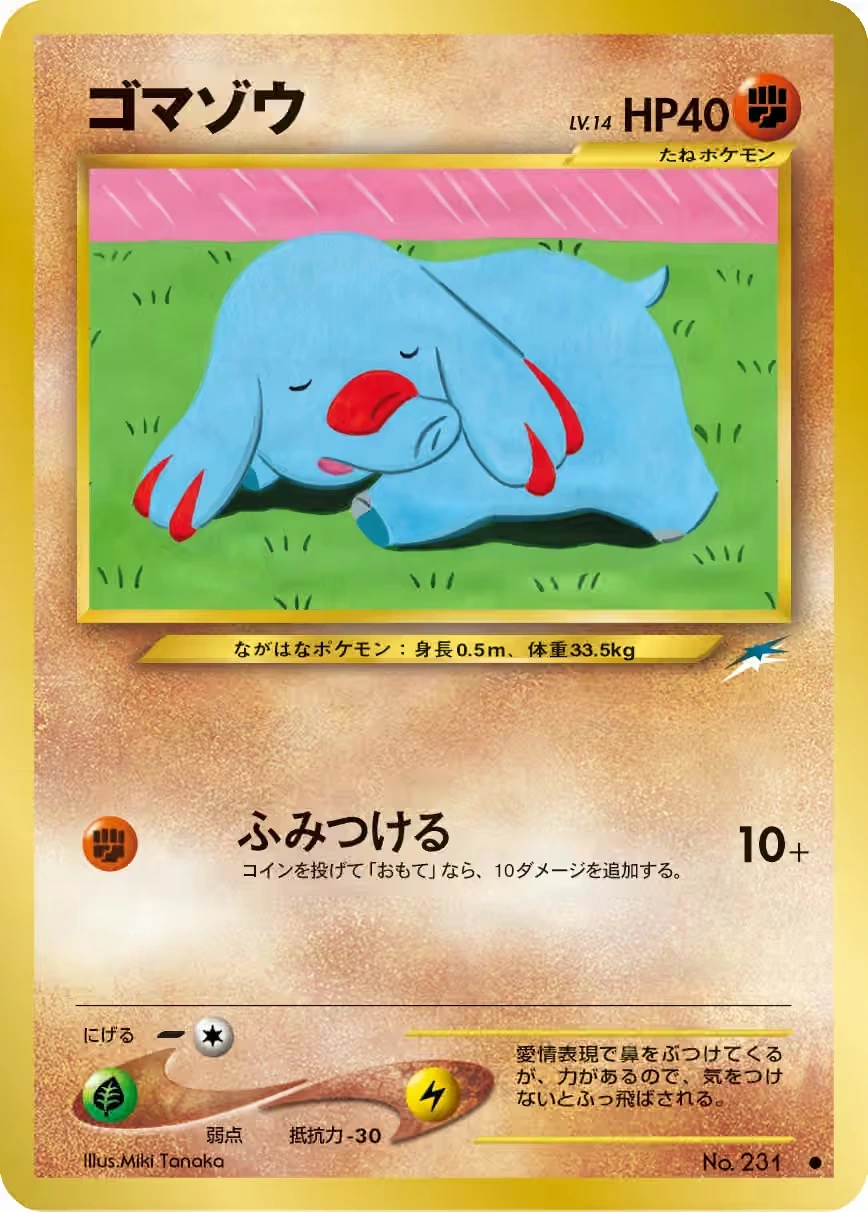 ゴマゾウ
LV.14 HP40
たねポケモン
ながはなポケモン：身長0.5m、体重33.5kg
ふみつける 10+
コインを投げて「おもて」なら、10ダメージを追加する。
にげる
愛情表現で鼻をぶつけてくる
が、力があるので、気をつけ
ないとふっ飛ばされる。
弱点 抵抗力-30
Illus.Miki Tanaka
No. 231